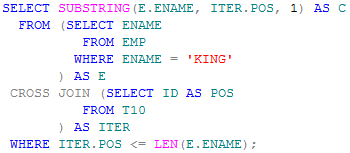 SELECT SUBSTRING(E.ENAME, ITER.POS, 1) AS C
FROM (SELECT ENAME
FROM EMP
WHERE ENAME = 'KING'
) AS E
CROSS JOIN (SELECT ID AS POS
FROM T10
) AS ITER
WHERE ITER.POS <= LEN(E.ENAME);